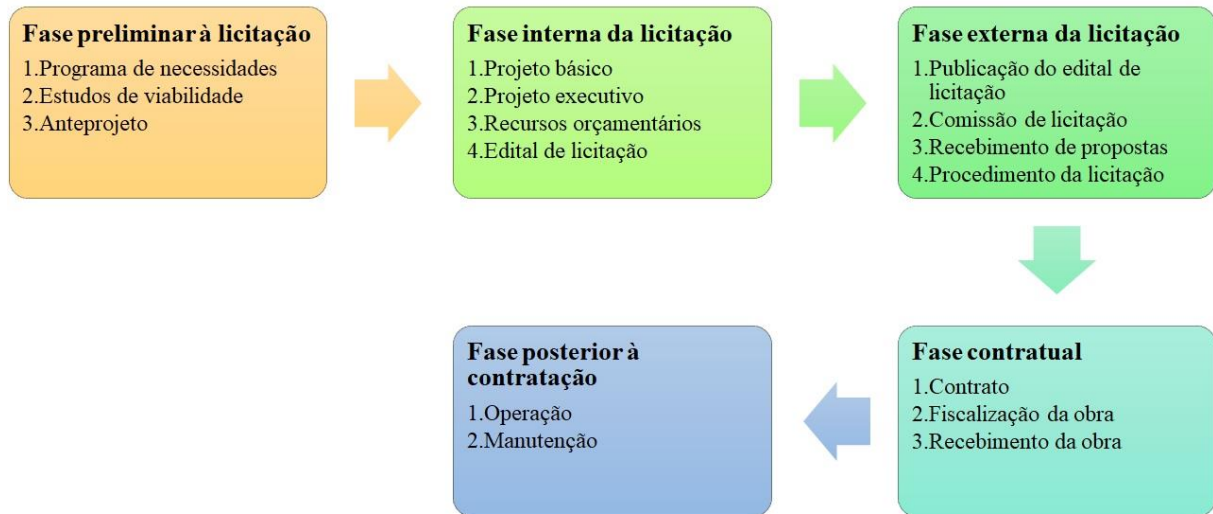 Fase preliminar à licitação
1.Programa de necessidades
2.Estudos de viabilidade
3.Anteprojeto
Fase interna da licitação
1.Projeto básico
2.Projeto executivo
3.Recursos orçamentários
4.Edital de licitação
Fase externa da licitação
1.Publicação do edital de
licitação
2.Comissão de licitação
3.Recebimento de propostas
4.Procedimento da licitação
Fase contratual
1.Contrato
2.Fiscalização da obra
3.Recebimento da obra
Fase posterior à
contratação
1.Operação
2.Manutenção